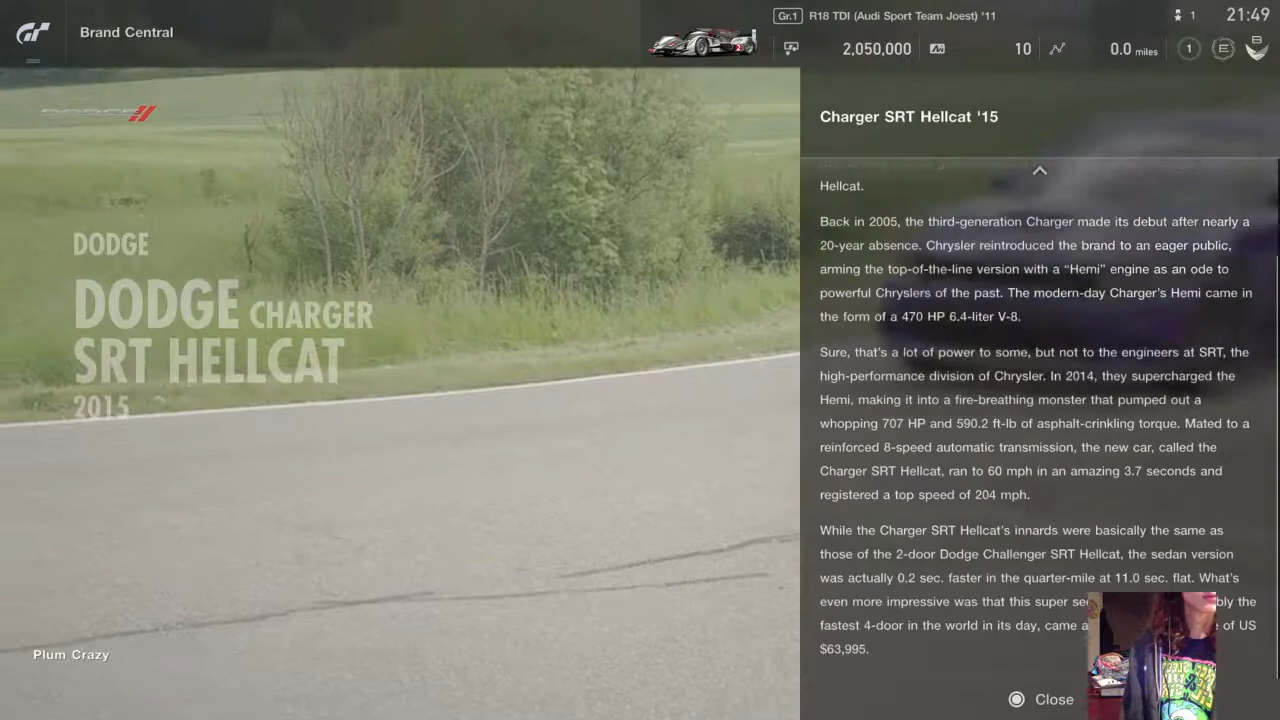 Brand Central
Gr.1 R18 TDI (Audi Sport Team Joest) '11
1
21:49
2,050,000
10
0.0 miles
1
E
B
Charger SRT Hellcat '15
DODGE
DODGE CHARGER
SRT HELLCAT
2015
Plum Crazy
Hellcat.
Back in 2005, the third-generation Charger made its debut after nearly a
20-year absence. Chrysler reintroduced the brand to an eager public,
arming the top-of-the-line version with a “Hemi” engine as an ode to
powerful Chryslers of the past. The modern-day Charger’s Hemi came in
the form of a 470 HP 6.4-liter V-8.
Sure, that’s a lot of power to some, but not to the engineers at SRT, the
high-performance division of Chrysler. In 2014, they supercharged the
Hemi, making it into a fire-breathing monster that pumped out a
whopping 707 HP and 590.2 ft-lb of asphalt-crinkling torque. Mated to a
reinforced 8-speed automatic transmission, the new car, called the
Charger SRT Hellcat, ran to 60 mph in an amazing 3.7 seconds and
registered a top speed of 204 mph.
While the Charger SRT Hellcat’s innards were basically the same as
those of the 2-door Dodge Challenger SRT Hellcat, the sedan version
was actually 0.2 sec. faster in the quarter-mile at 11.0 sec. flat. What’s
even more impressive was that this super the
fastest 4-door in the world in its day, came of US
$63,995.
Close